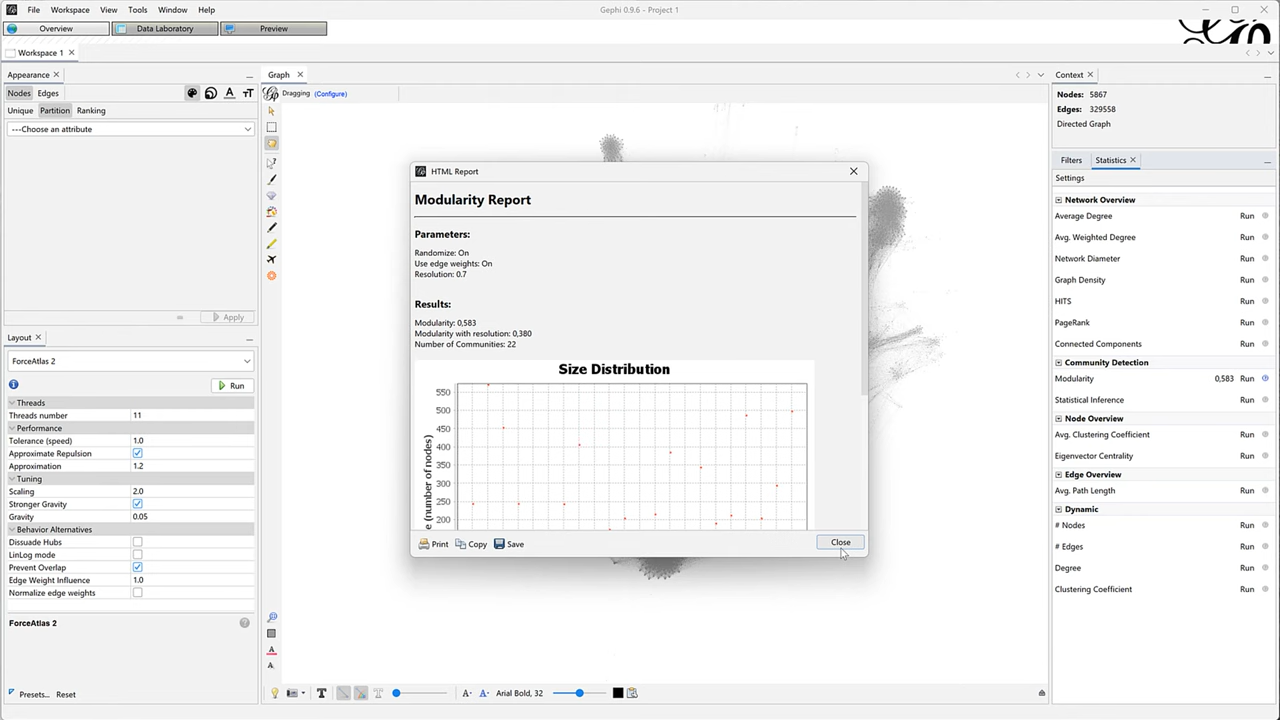 File Workspace View Tools Window Help
Gephi 0.9.6 - Project 1
Overview Data Laboratory Preview
Workspace 1
Appearance
Nodes Edges
Unique Partition Ranking
---Choose an attribute
Apply
Layout
ForceAtlas 2
Run
Threads
Threads number 11
Performance
Tolerance (speed) 1.0
Approximate Repulsion
Approximation 1.2
Tuning
Scaling 2.0
Stronger Gravity
Gravity 0.05
Behavior Alternatives
Dissuade Hubs
LinLog mode
Prevent Overlap
Edge Weight Influence 1.0
Normalize edge weights
ForceAtlas 2
Presets... Reset
Graph
Dragging (Configure)
HTML Report
Modularity Report
Parameters:
Randomize: On
Use edge weights: On
Resolution: 0.7
Results:
Modularity: 0,583
Modularity with resolution: 0,380
Number of Communities: 22
Size Distribution
550
500
450
400
350
300
250
200
e (number of nodes)
Print Copy Save Close
Arial Bold, 32
Context
Nodes: 5867
Edges: 329558
Directed Graph
Filters Statistics
Settings
Network Overview
Average Degree Run
Avg. Weighted Degree Run
Network Diameter Run
Graph Density Run
HITS Run
PageRank Run
Connected Components Run
Community Detection
Modularity 0,583 Run
Statistical Inference Run
Node Overview
Avg. Clustering Coefficient Run
Eigenvector Centrality Run
Edge Overview
Avg. Path Length Run
Dynamic
# Nodes Run
# Edges Run
Degree Run
Clustering Coefficient Run